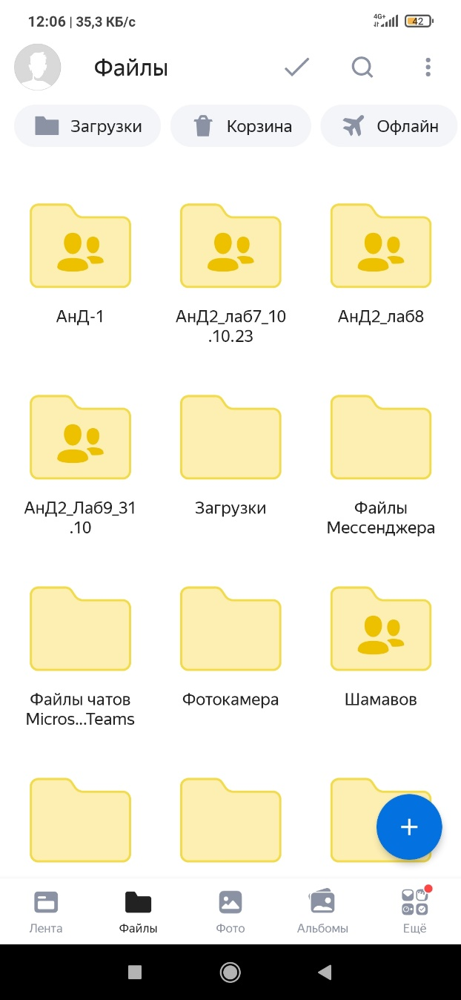 12:06 | 35,3 КБ/с
4G+
42
Файлы
Загрузки
Корзина
Офлайн
АнД-1
АнД2_лаб7_10
.10.23
АнД2_лаб8
АнД2_Лаб9_31
.10
Загрузки
Файлы
Мессенджера
Файлы чатов
Micros...Teams
Фотокамера
Шамавов
Лента
Файлы
Фото
Альбомы
Ещё